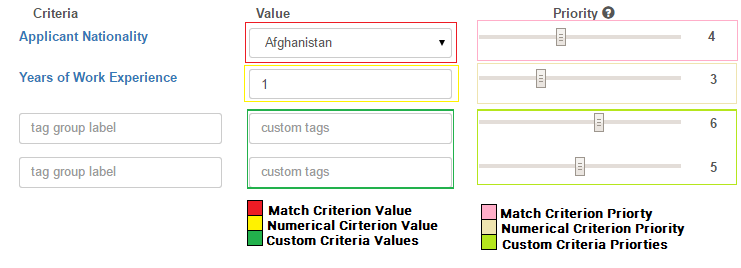 Criteria Value Priority ?
Applicant Nationality Afghanistan 4
Years of Work Experience 1 3
tag group label custom tags 6
tag group label custom tags 5
Match Criterion Value Match Criterion Priorty
Numerical Cirterion Value Numerical Criterion Priority
Custom Criteria Values Custom Criteria Priorties